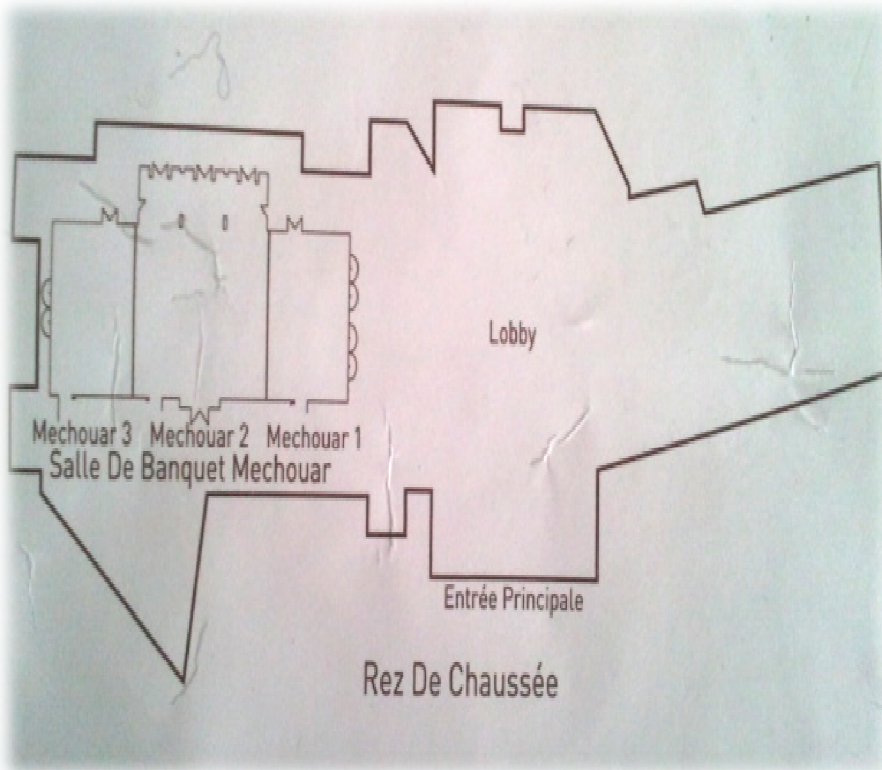 Lobby
Mechouar 3 Mechouar 2 Mechouar 1
Salle De Banquet Mechouar
Entrée Principale
Rez De Chaussée